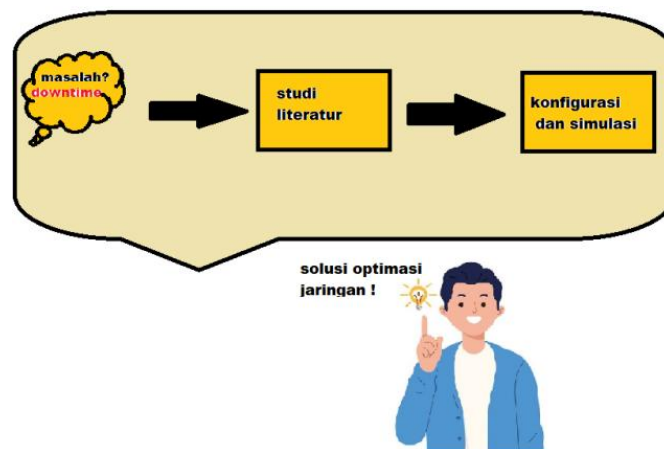 masalah?
downtime
studi
literatur
konfigurasi
dan simulasi
solusi optimasi
jaringan !